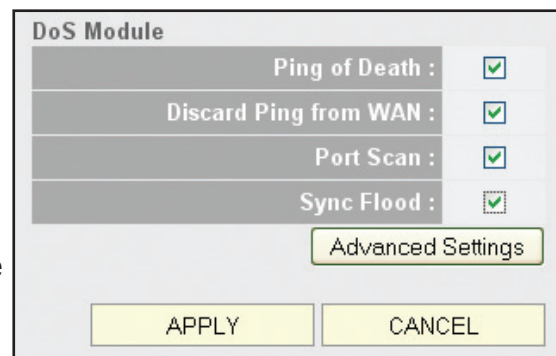 DoS Module
Ping of Death :
Discard Ping from WAN :
Port Scan :
Sync Flood :
Advanced Settings
APPLY CANCEL